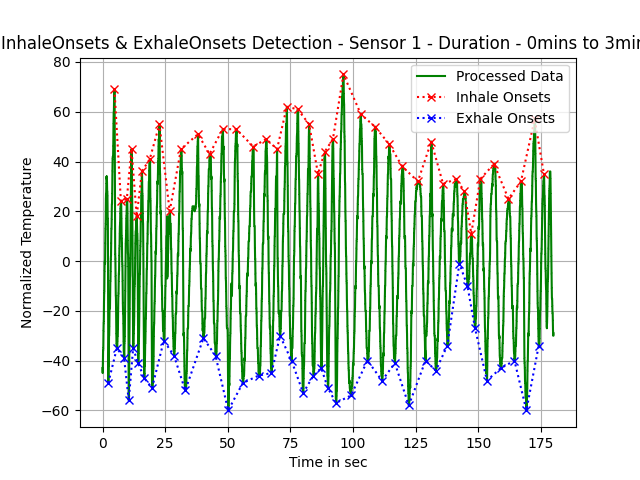 InhaleOnsets & ExhaleOnsets Detection - Sensor 1 - Duration - 0mins to 3min
Processed Data
Inhale Onsets
Exhale Onsets
Normalized Temperature
80
60
40
20
0
−20
−40
−60
0 25 50 75 100 125 150 175
Time in sec